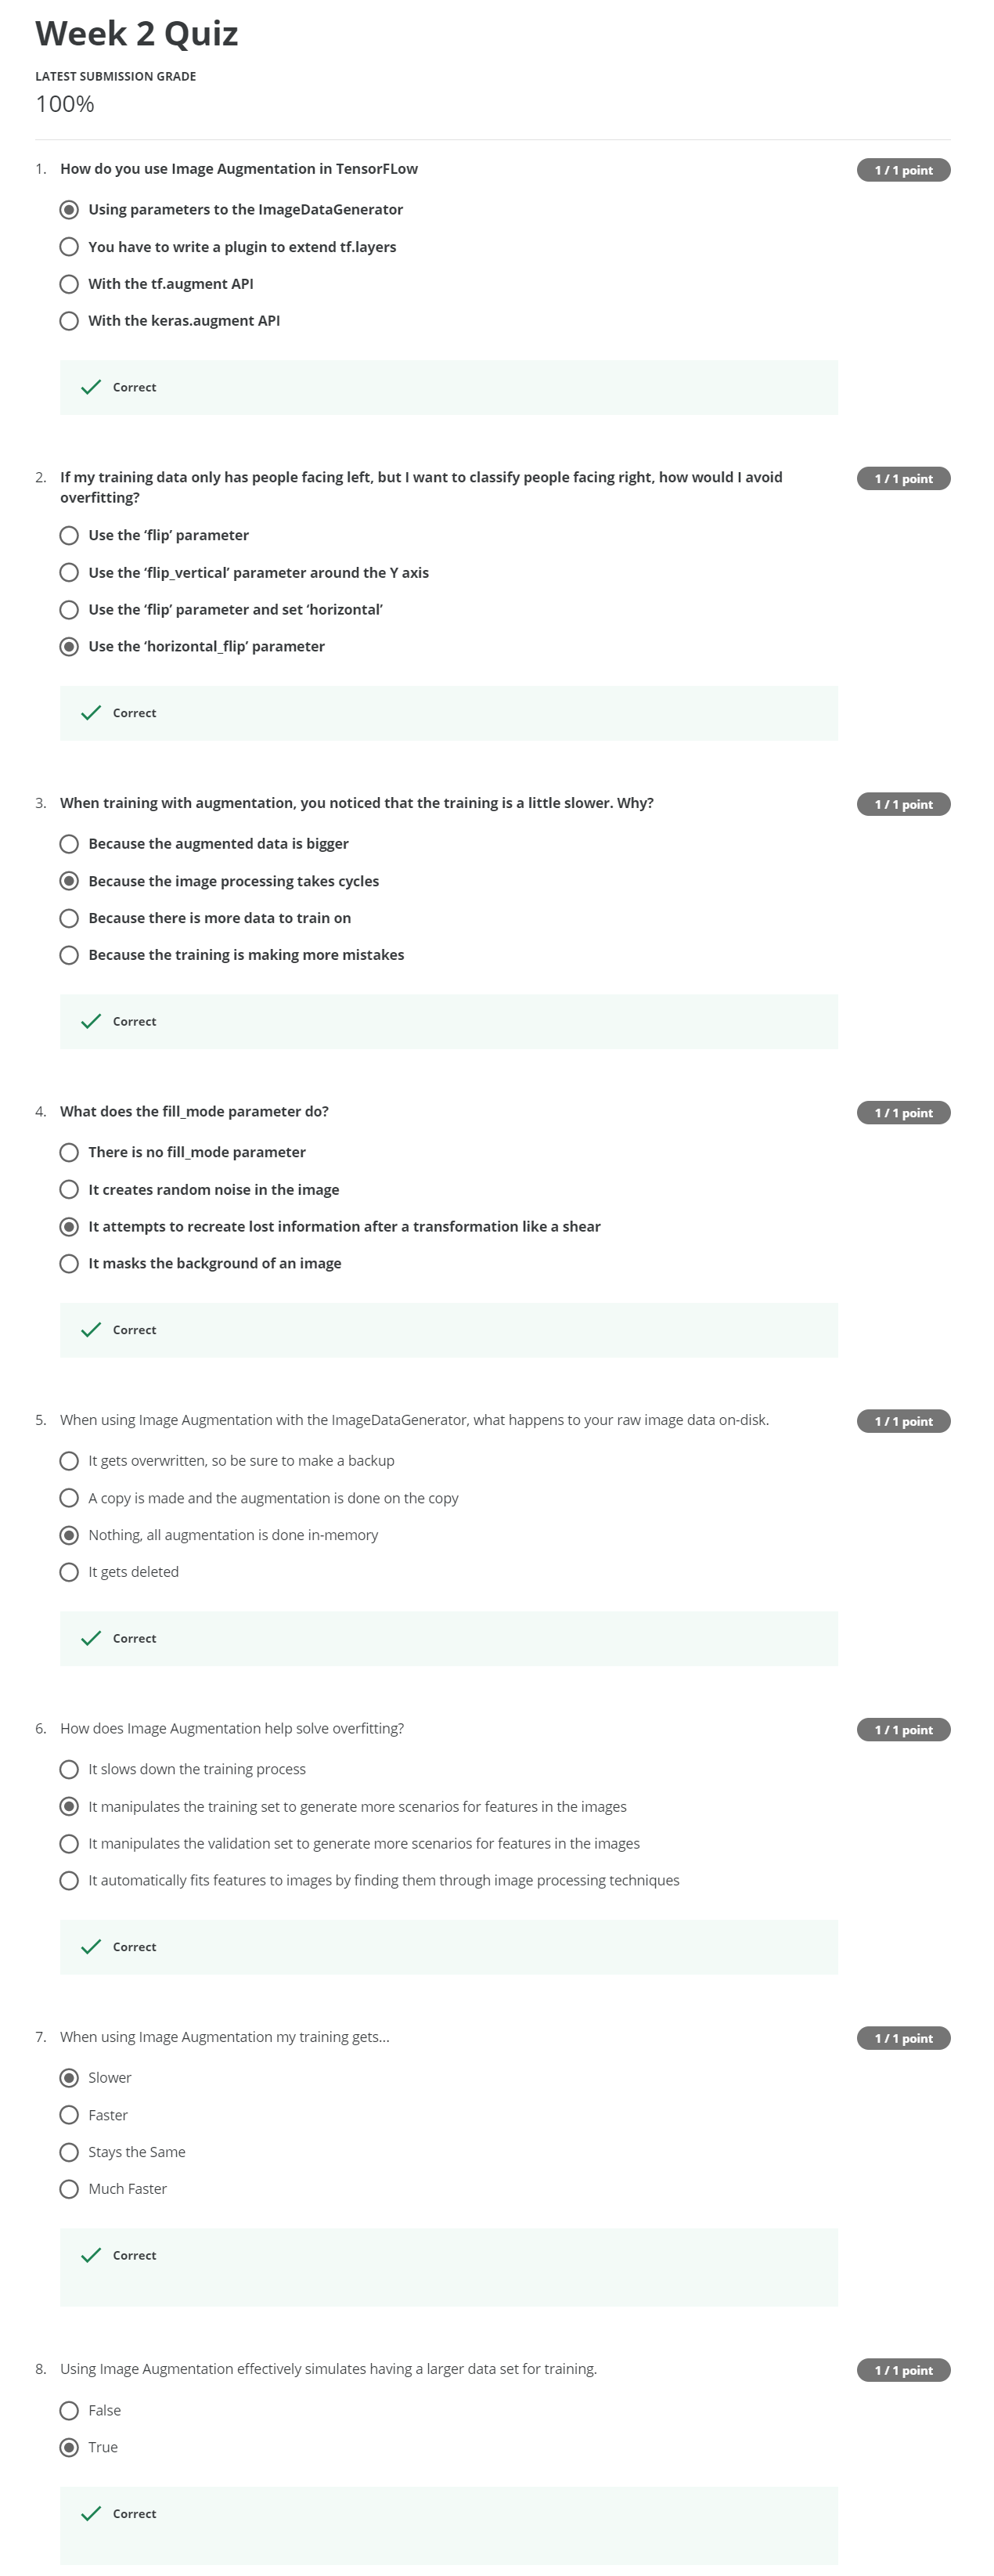 Week 2 Quiz
LATEST SUBMISSION GRADE
100%
1. How do you use Image Augmentation in TensorFLow
1 / 1 point
Using parameters to the ImageDataGenerator
You have to write a plugin to extend tf.layers
With the tf.augment API
With the keras.augment API
Correct
2. If my training data only has people facing left, but I want to classify people facing right, how would I avoid
overfitting?
1 / 1 point
Use the ‘flip’ parameter
Use the ‘flip_vertical’ parameter around the Y axis
Use the ‘flip’ parameter and set ‘horizontal’
Use the ‘horizontal_flip’ parameter
Correct
3. When training with augmentation, you noticed that the training is a little slower. Why?
1 / 1 point
Because the augmented data is bigger
Because the image processing takes cycles
Because there is more data to train on
Because the training is making more mistakes
Correct
4. What does the fill_mode parameter do?
1 / 1 point
There is no fill_mode parameter
It creates random noise in the image
It attempts to recreate lost information after a transformation like a shear
It masks the background of an image
Correct
5. When using Image Augmentation with the ImageDataGenerator, what happens to your raw image data on-disk.
1 / 1 point
It gets overwritten, so be sure to make a backup
A copy is made and the augmentation is done on the copy
Nothing, all augmentation is done in-memory
It gets deleted
Correct
6. How does Image Augmentation help solve overfitting?
1 / 1 point
It slows down the training process
It manipulates the training set to generate more scenarios for features in the images
It manipulates the validation set to generate more scenarios for features in the images
It automatically fits features to images by finding them through image processing techniques
Correct
7. When using Image Augmentation my training gets...
1 / 1 point
Slower
Faster
Stays the Same
Much Faster
Correct
8. Using Image Augmentation effectively simulates having a larger data set for training.
1 / 1 point
False
True
Correct